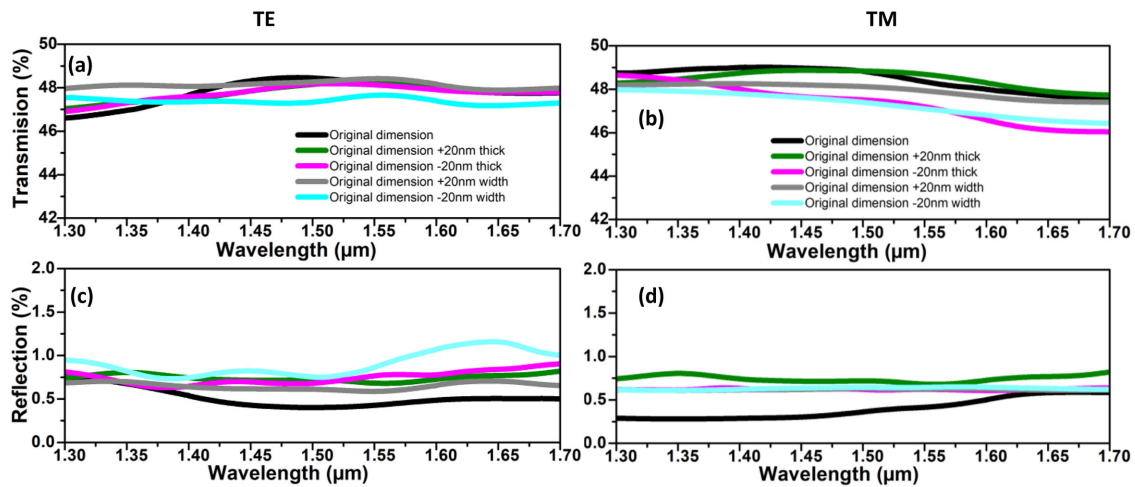 TE
TM
(a)
Transmision (%)
50
48
46
44
42
Original dimension
Original dimension +20nm thick
Original dimension -20nm thick
Original dimension +20nm width
Original dimension -20nm width
1.30 1.35 1.40 1.45 1.50 1.55 1.60 1.65 1.70
Wavelength (µm)
(b)
50
48
46
44
42
Original dimension
Original dimension +20nm thick
Original dimension -20nm thick
Original dimension +20nm width
Original dimension -20nm width
1.30 1.35 1.40 1.45 1.50 1.55 1.60 1.65 1.70
Wavelength (µm)
(c)
Reflection (%)
2.0
1.5
1.0
0.5
0.0
1.30 1.35 1.40 1.45 1.50 1.55 1.60 1.65 1.70
Wavelength (µm)
(d)
2.0
1.5
1.0
0.5
0.0
1.30 1.35 1.40 1.45 1.50 1.55 1.60 1.65 1.70
Wavelength (µm)